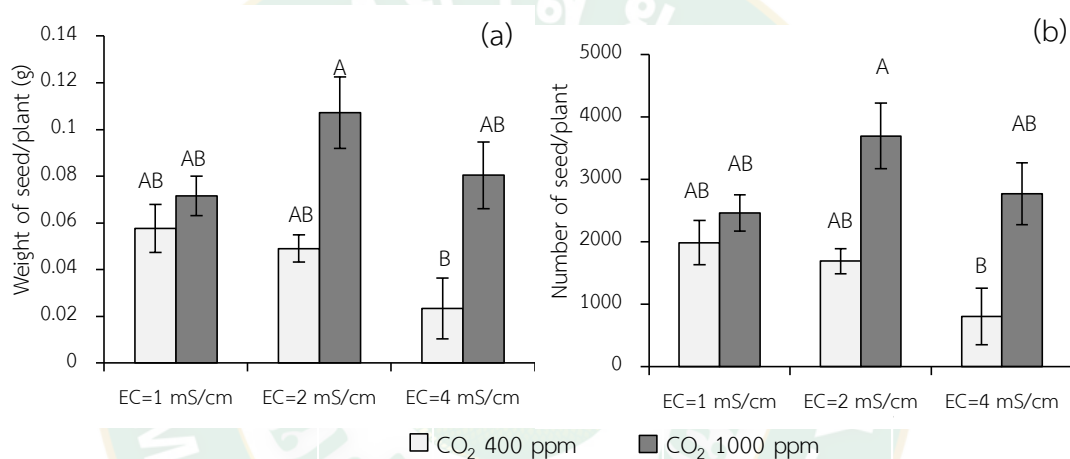 (a)
Weight of seed/plant (g)
0.14
0.12
0.1
0.08
0.06
0.04
0.02
0
AB
AB
AB
A
B
AB
EC=1 mS/cm
EC=2 mS/cm
EC=4 mS/cm
(b)
Number of seed/plant
5000
4000
3000
2000
1000
0
AB
AB
AB
A
B
AB
EC=1 mS/cm
EC=2 mS/cm
EC=4 mS/cm
CO₂ 400 ppm
CO₂ 1000 ppm